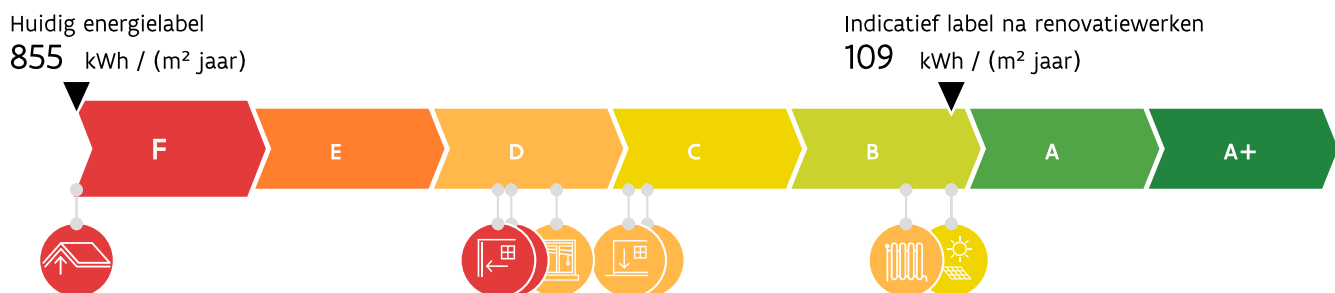 Huidig energielabel
855 kWh / (m² jaar)
Indicatief label na renovatiewerken
109 kWh / (m² jaar)
F E D C B A A+